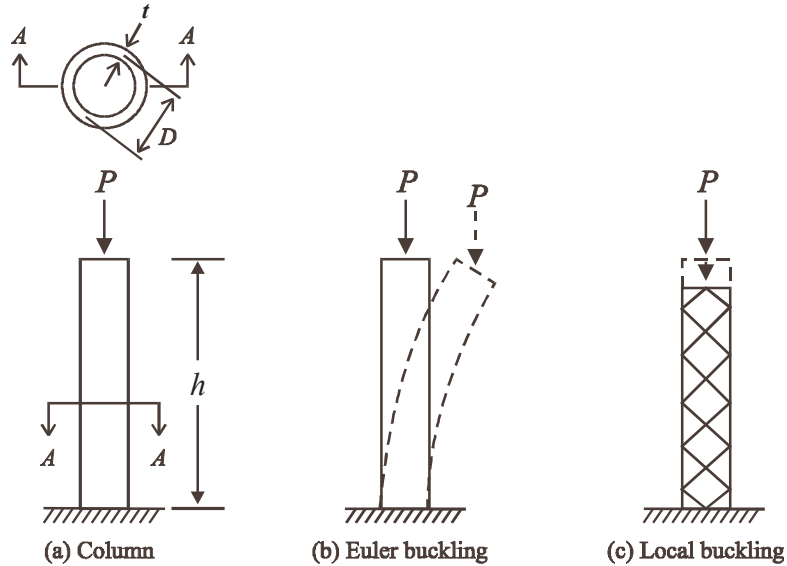 t
A A
D
P P P P
h
A A
(a) Column (b) Euler buckling (c) Local buckling